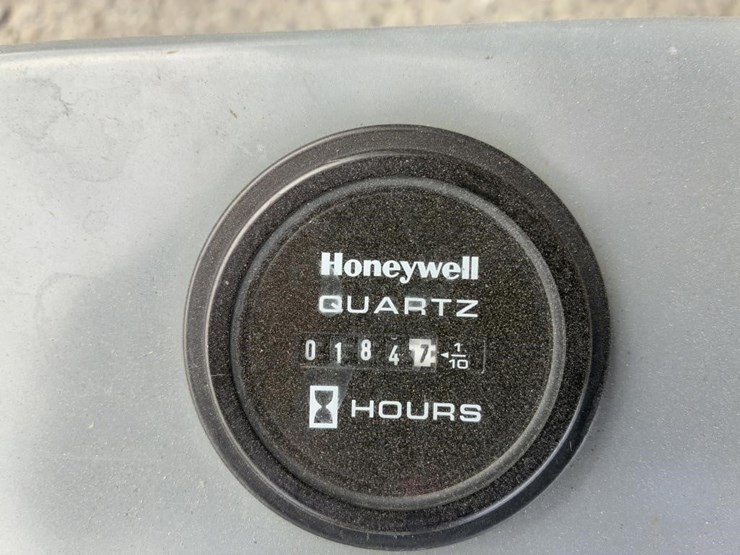 Honeywell
QUARTZ
0 1 8 4 7 1/10
HOURS